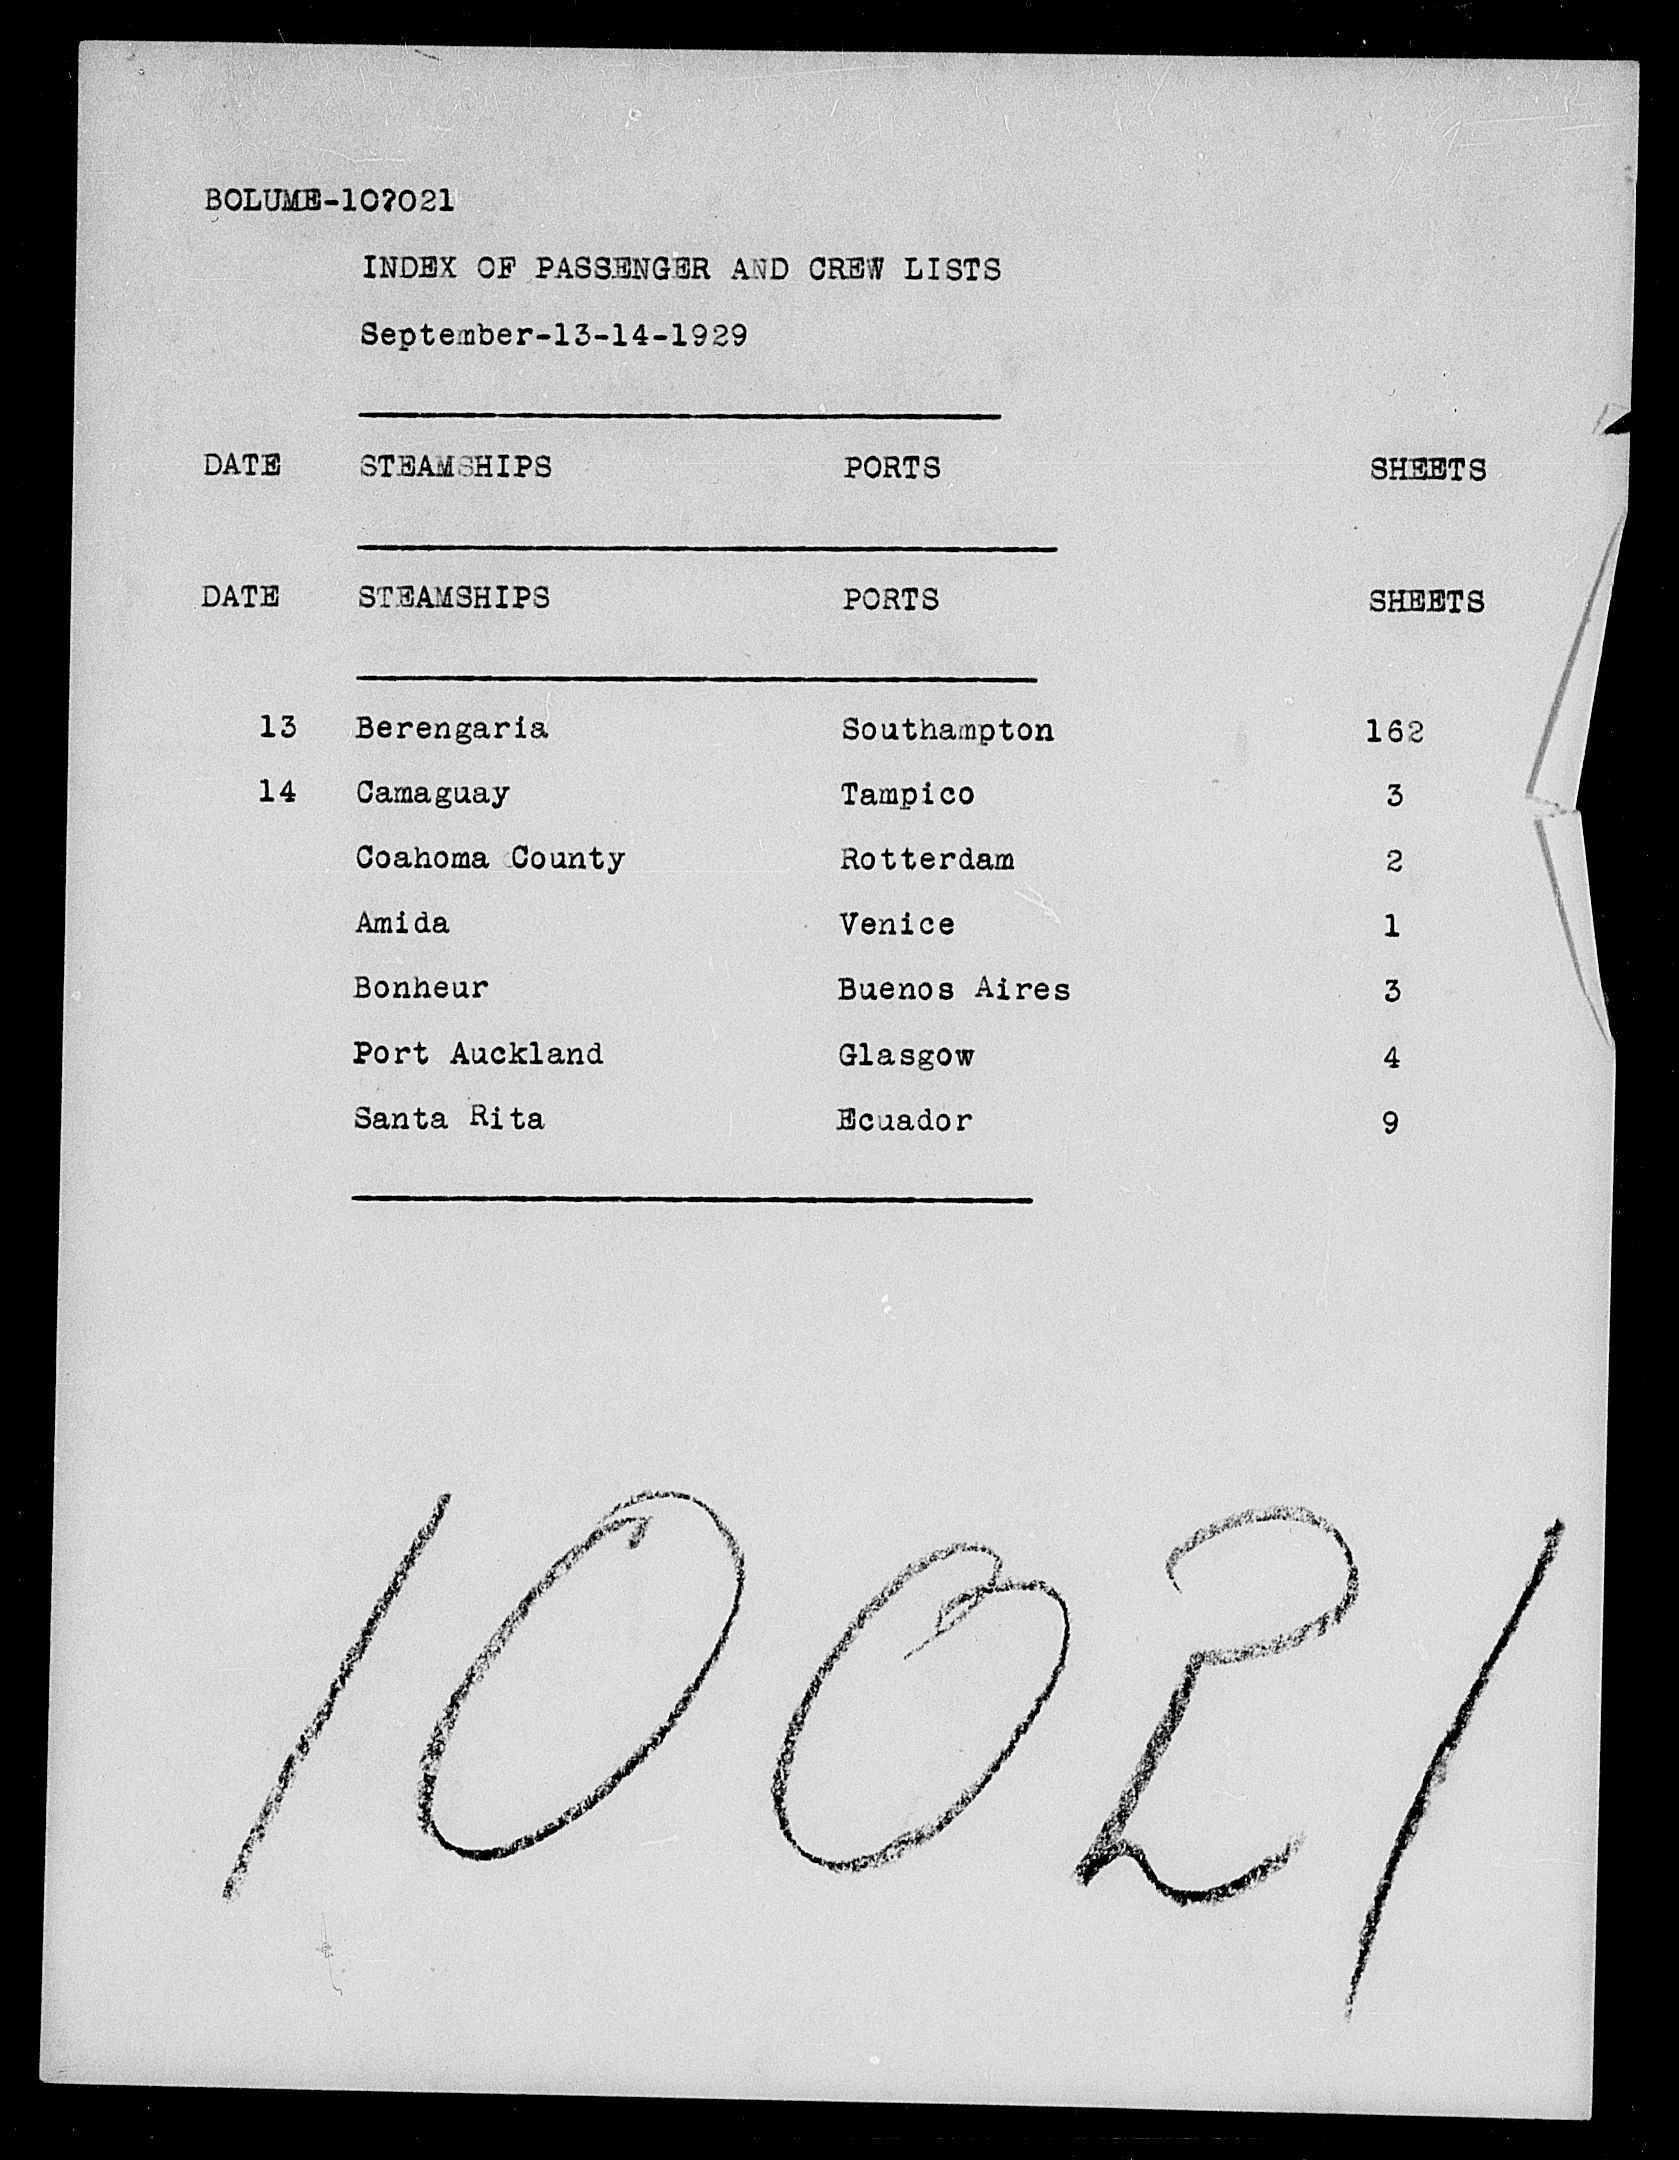 BOLUME-10?021
INDEX OF PASSENGER AND CREW LISTS
September-13-14-1929
DATE STEAMSHIPS PORTS SHEETS
DATE STEAMSHIPS PORTS SHEETS
13 Berengaria Southampton 162
14 Camaguay Tampico 3
Coahoma County Rotterdam 2
Amida Venice 1
Bonheur Buenos Aires 3
Port Auckland Glasgow 4
Santa Rita Ecuador 9
10021